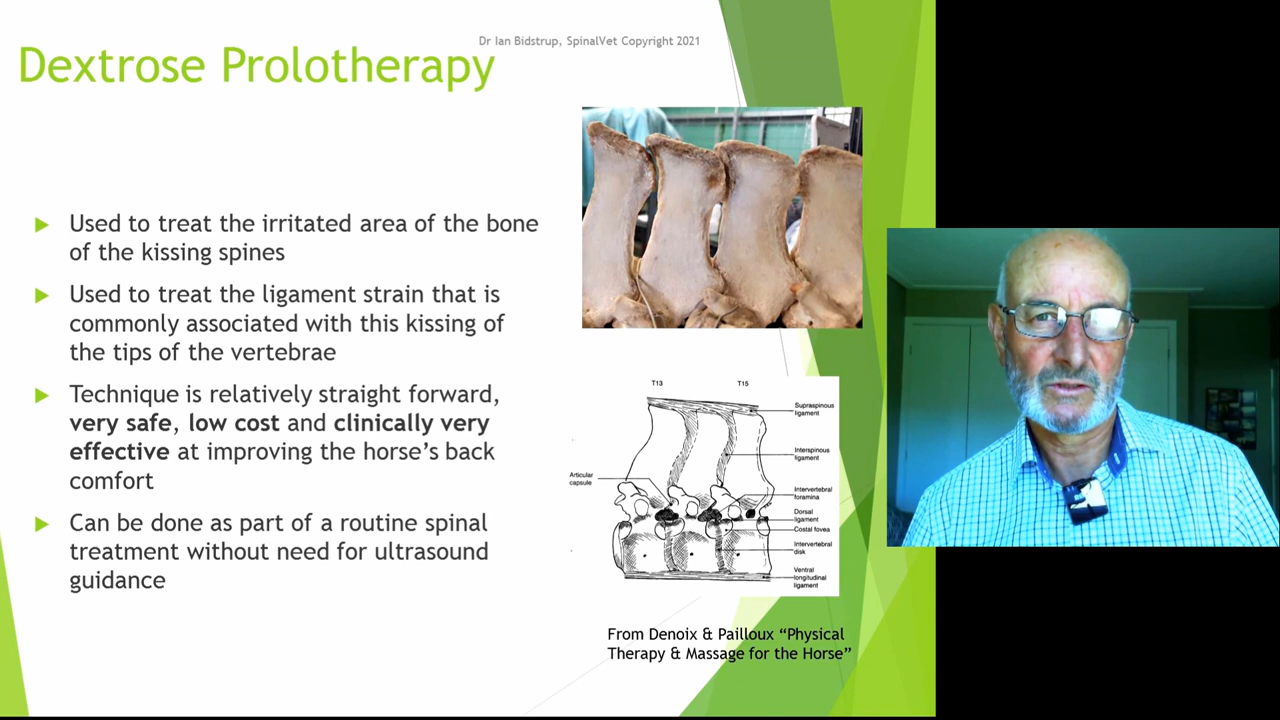 Dr Ian Bidstrup, SpinalVet Copyright 2021
Dextrose Prolotherapy
Used to treat the irritated area of the bone
of the kissing spines
Used to treat the ligament strain that is
commonly associated with this kissing of
the tips of the vertebrae
Technique is relatively straight forward,
very safe, low cost and clinically very
effective at improving the horse's back
comfort
Can be done as part of a routine spinal
treatment without need for ultrasound
guidance
T13
T15
Supraspinous
ligament
Interspinous
ligament
Articular
capsule
Intervertebral
foramina
Dorsal
ligament
Costal fovea
Intervertebral
disk
Ventral
longitudinal
ligament
From Denoix & Pailloux “Physical
Therapy & Massage for the Horse”